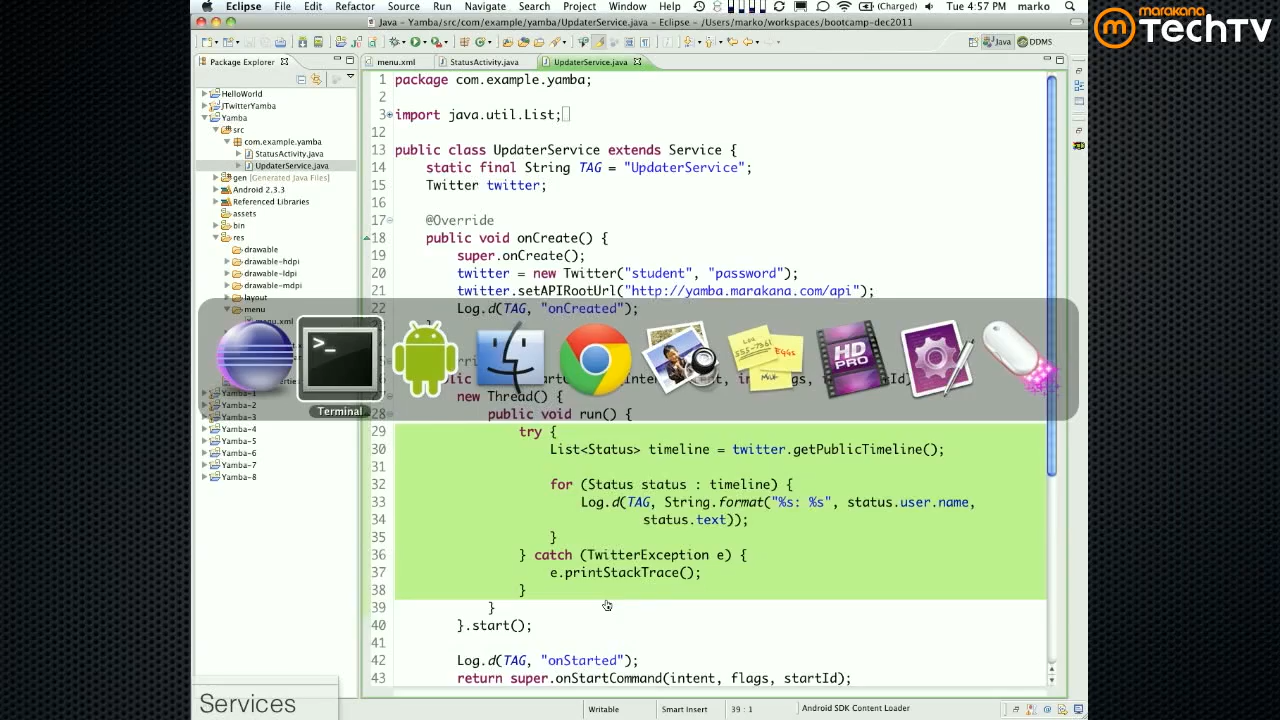 Eclipse File Edit Refactor Source Run Navigate Search Project Window Help (Charged) Tue 4:57 PM marko
Java - Yamba/src/com/example/yamba/UpdaterService.java - Eclipse - /Users/marko/workspaces/bootcamp-dec2011
marakana
TechTV
Java DDMS
Package Explorer
menu.xml StatusActivity.java UpdaterService.java
HelloWorld
JTwitterYamba
Yamba
src
com.example.yamba
StatusActivity.java
UpdaterService.java
gen [Generated Java Files]
Android 2.3.3
Referenced Libraries
assets
bin
res
drawable
drawable-hdpi
drawable-ldpi
drawable-mdpi
layout
menu
Yamba-2
Yamba-3
Yamba-4
Yamba-5
Yamba-6
Yamba-7
Yamba-8
1 package com.example.yamba;
2
3 import java.util.List;
12
13 public class UpdaterService extends Service {
14 static final String TAG = "UpdaterService";
15 Twitter twitter;
16
17 @Override
18 public void onCreate() {
19 super.onCreate();
20 twitter = new Twitter("student", "password");
21 twitter.setAPIRootUrl("http://yamba.marakana.com/api");
22 Log.d(TAG, "onCreated");
Terminal
new Thread() {
28 public void run() {
29 try {
30 List<Status> timeline = twitter.getPublicTimeline();
31
32 for (Status status : timeline) {
33 Log.d(TAG, String.format("%s: %s", status.user.name,
34 status.text));
35 }
36 } catch (TwitterException e) {
37 e.printStackTrace();
38 }
39 }
40 }.start();
41
42 Log.d(TAG, "onStarted");
43 return super.onStartCommand(intent, flags, startId);
Services
Writable Smart Insert 39 : 1 Android SDK Content Loader